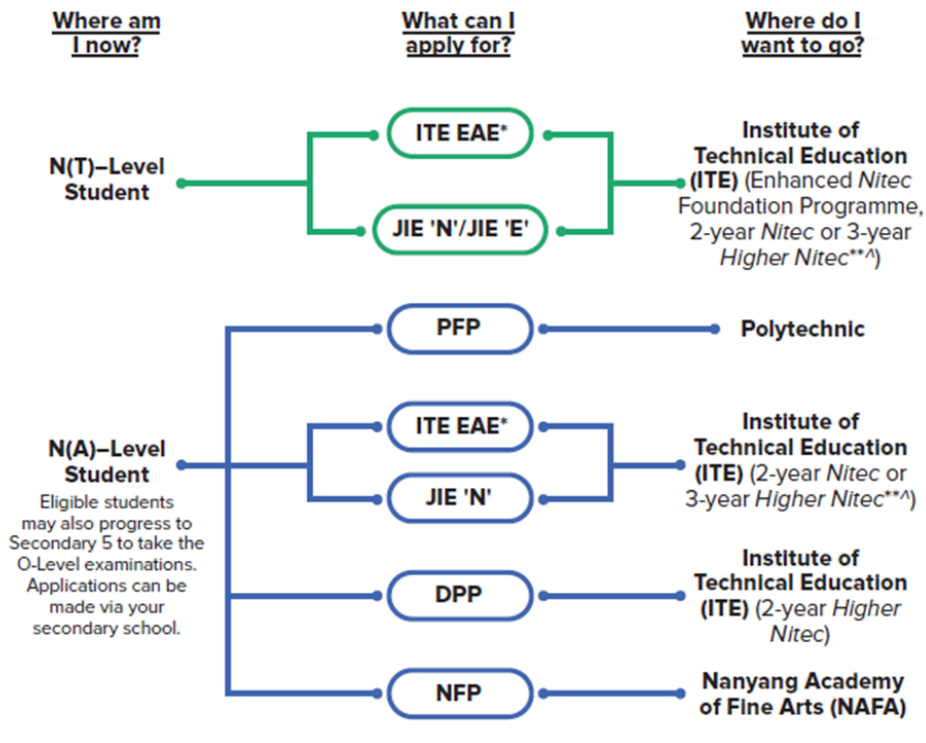 Where am
I now?
What can I
apply for?
Where do I
want to go?
N(T)–Level
Student
ITE EAE*
JIE 'N'/JIE 'E'
Institute of
Technical Education
(ITE) (Enhanced Nitec
Foundation Programme,
2-year Nitec or 3-year
Higher Nitec**^)
N(A)–Level
Student
Eligible students
may also progress to
Secondary 5 to take the
O-Level examinations.
Applications can be
made via your
secondary school.
PFP
Polytechnic
ITE EAE*
JIE 'N'
Institute of
Technical Education
(ITE) (2-year Nitec or
3-year Higher Nitec**^)
DPP
Institute of
Technical Education
(ITE) (2-year Higher
Nitec)
NFP
Nanyang Academy
of Fine Arts (NAFA)